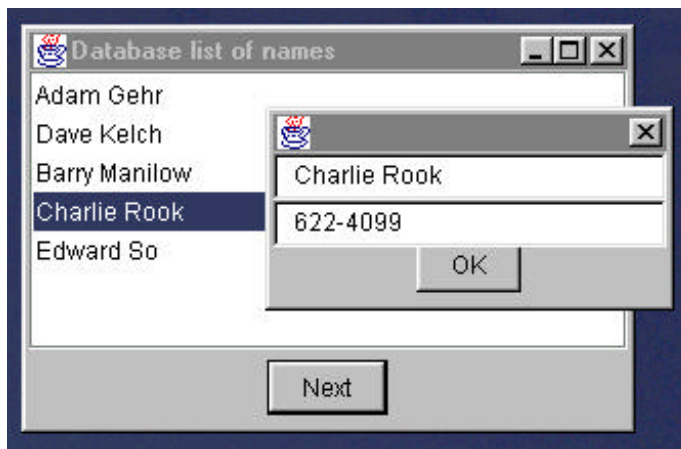 Database list of names
Adam Gehr
Dave Kelch
Barry Manilow
Charlie Rook
Edward So
Charlie Rook
622-4099
OK
Next